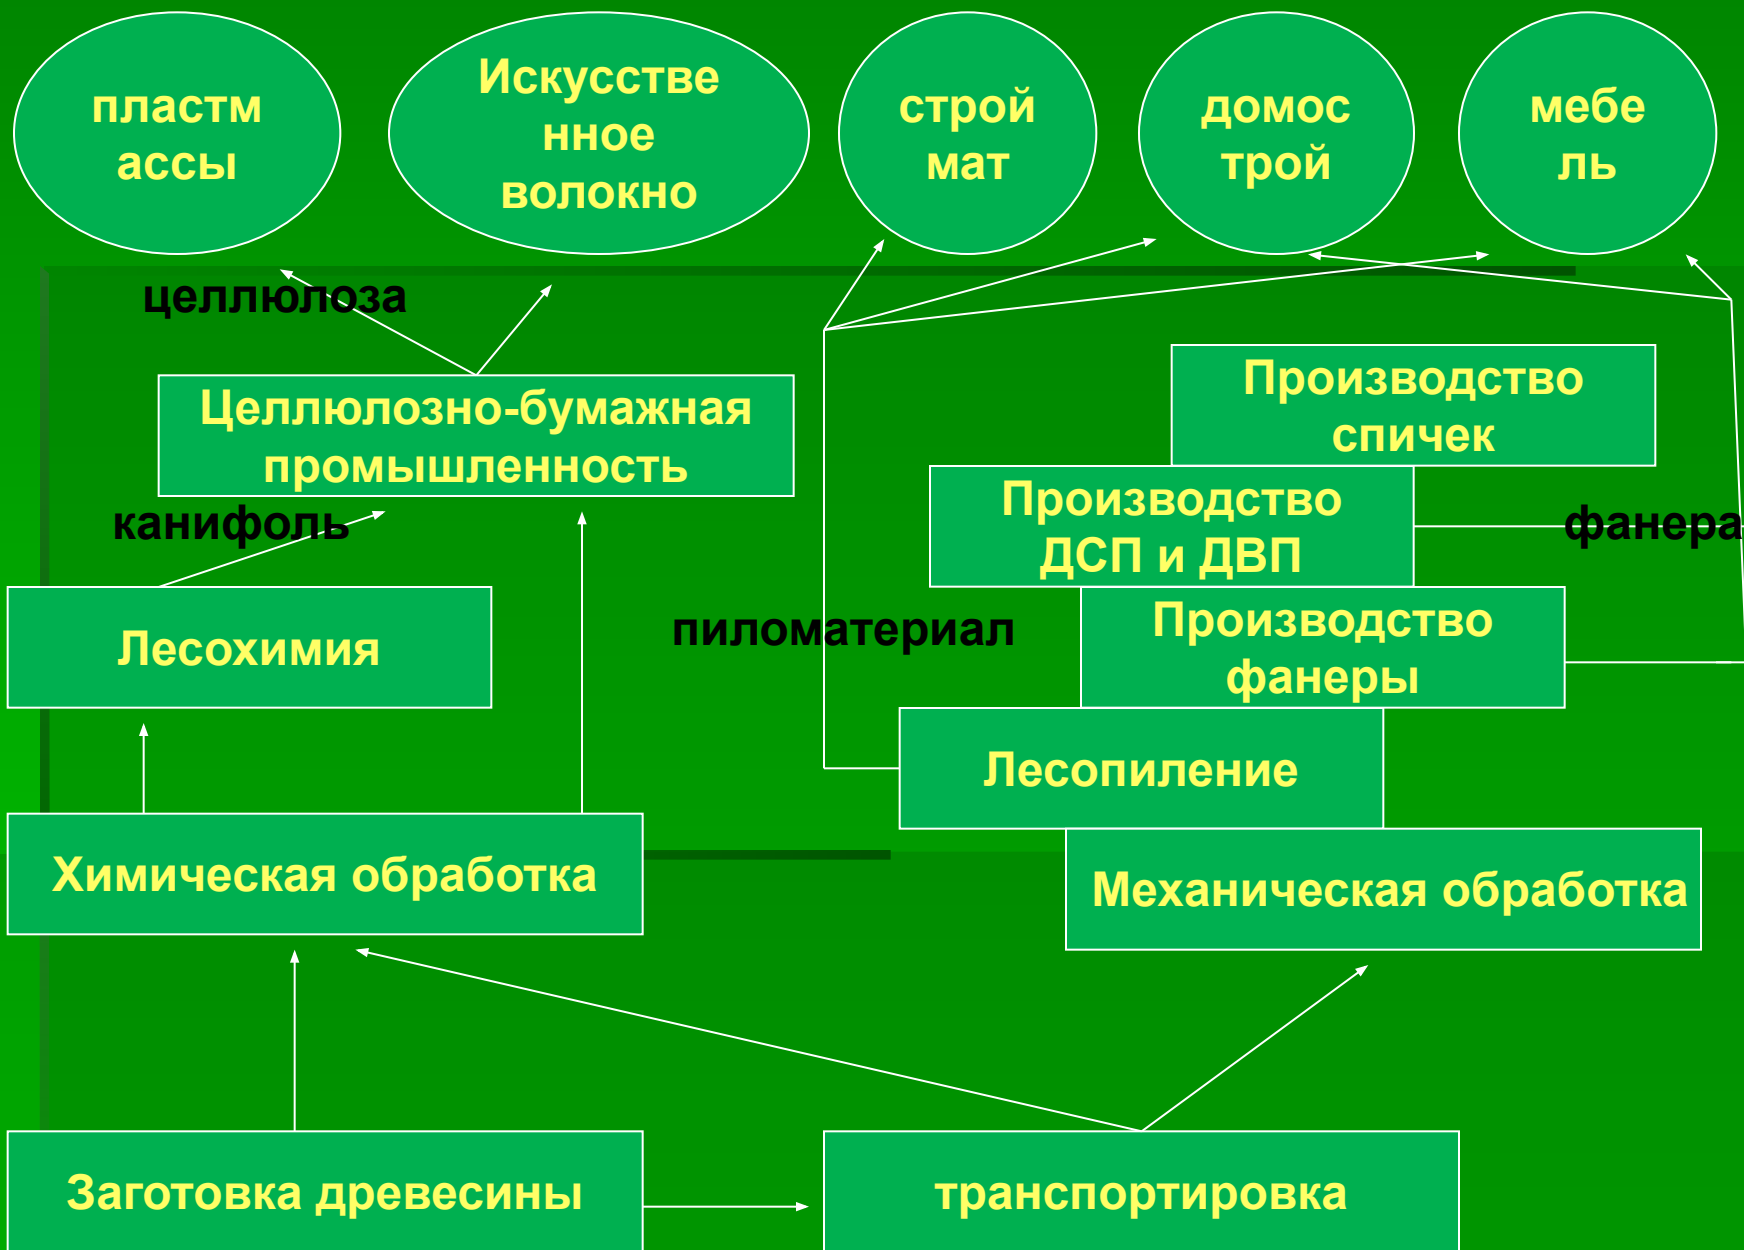 пластм
ассы
Искусстве
нное
волокно
строй
мат
домос
трой
мебе
ль
целлюлоза
Целлюлозно-бумажная
промышленность
Производство
спичек
канифоль
Производство
ДСП и ДВП
фанера
Лесохимия
пиломатериал
Производство
фанеры
Лесопиление
Химическая обработка
Механическая обработка
Заготовка древесины
транспортировка